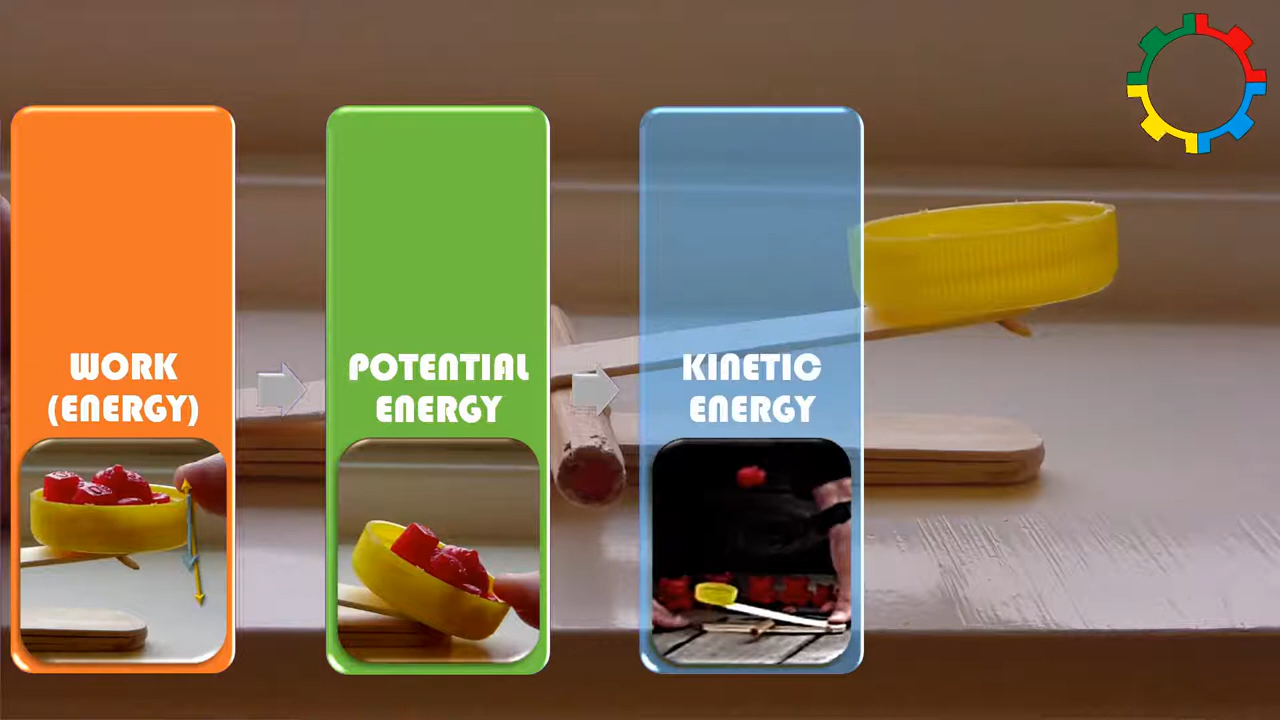 WORK
(ENERGY)
POTENTIAL
ENERGY
KINETIC
ENERGY